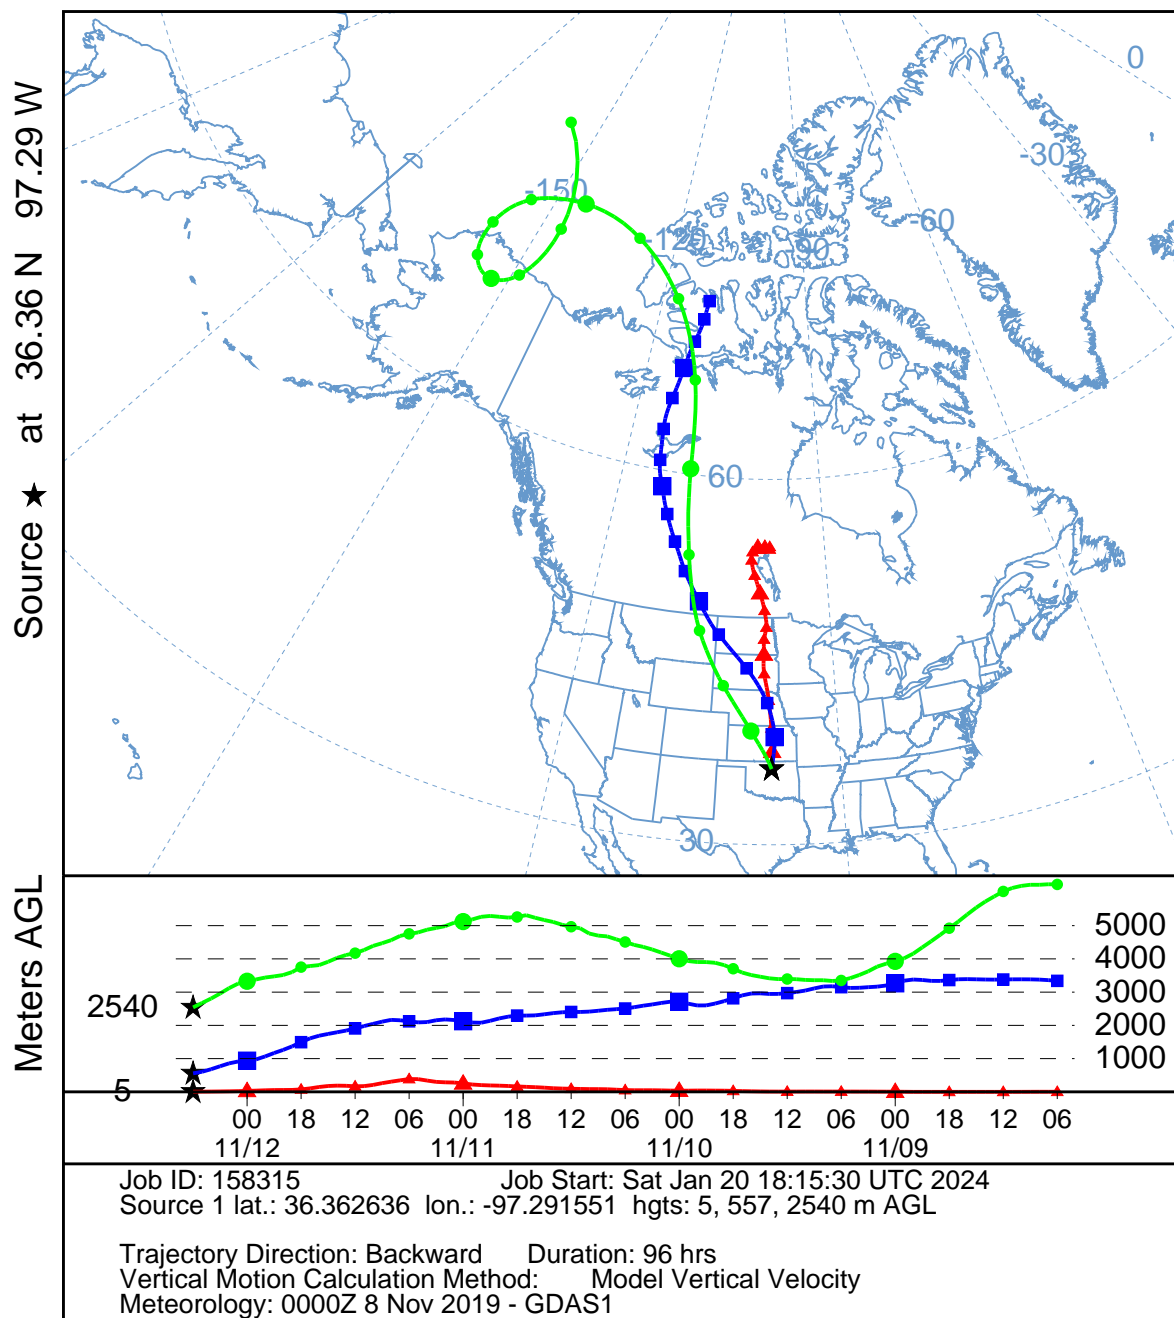 Source ★ at 36.36 N 97.29 W
0
-30
-60
-90
-120
-150
60
30
Meters AGL
5000
4000
3000
2000
1000
2540
5
00 18 12 06 00 18 12 06 00 18 12 06 00 18 12 06
11/12 11/11 11/10 11/09
Job ID: 158315 Job Start: Sat Jan 20 18:15:30 UTC 2024
Source 1 lat.: 36.362636 lon.: -97.291551 hgts: 5, 557, 2540 m AGL
Trajectory Direction: Backward Duration: 96 hrs
Vertical Motion Calculation Method: Model Vertical Velocity
Meteorology: 0000Z 8 Nov 2019 - GDAS1